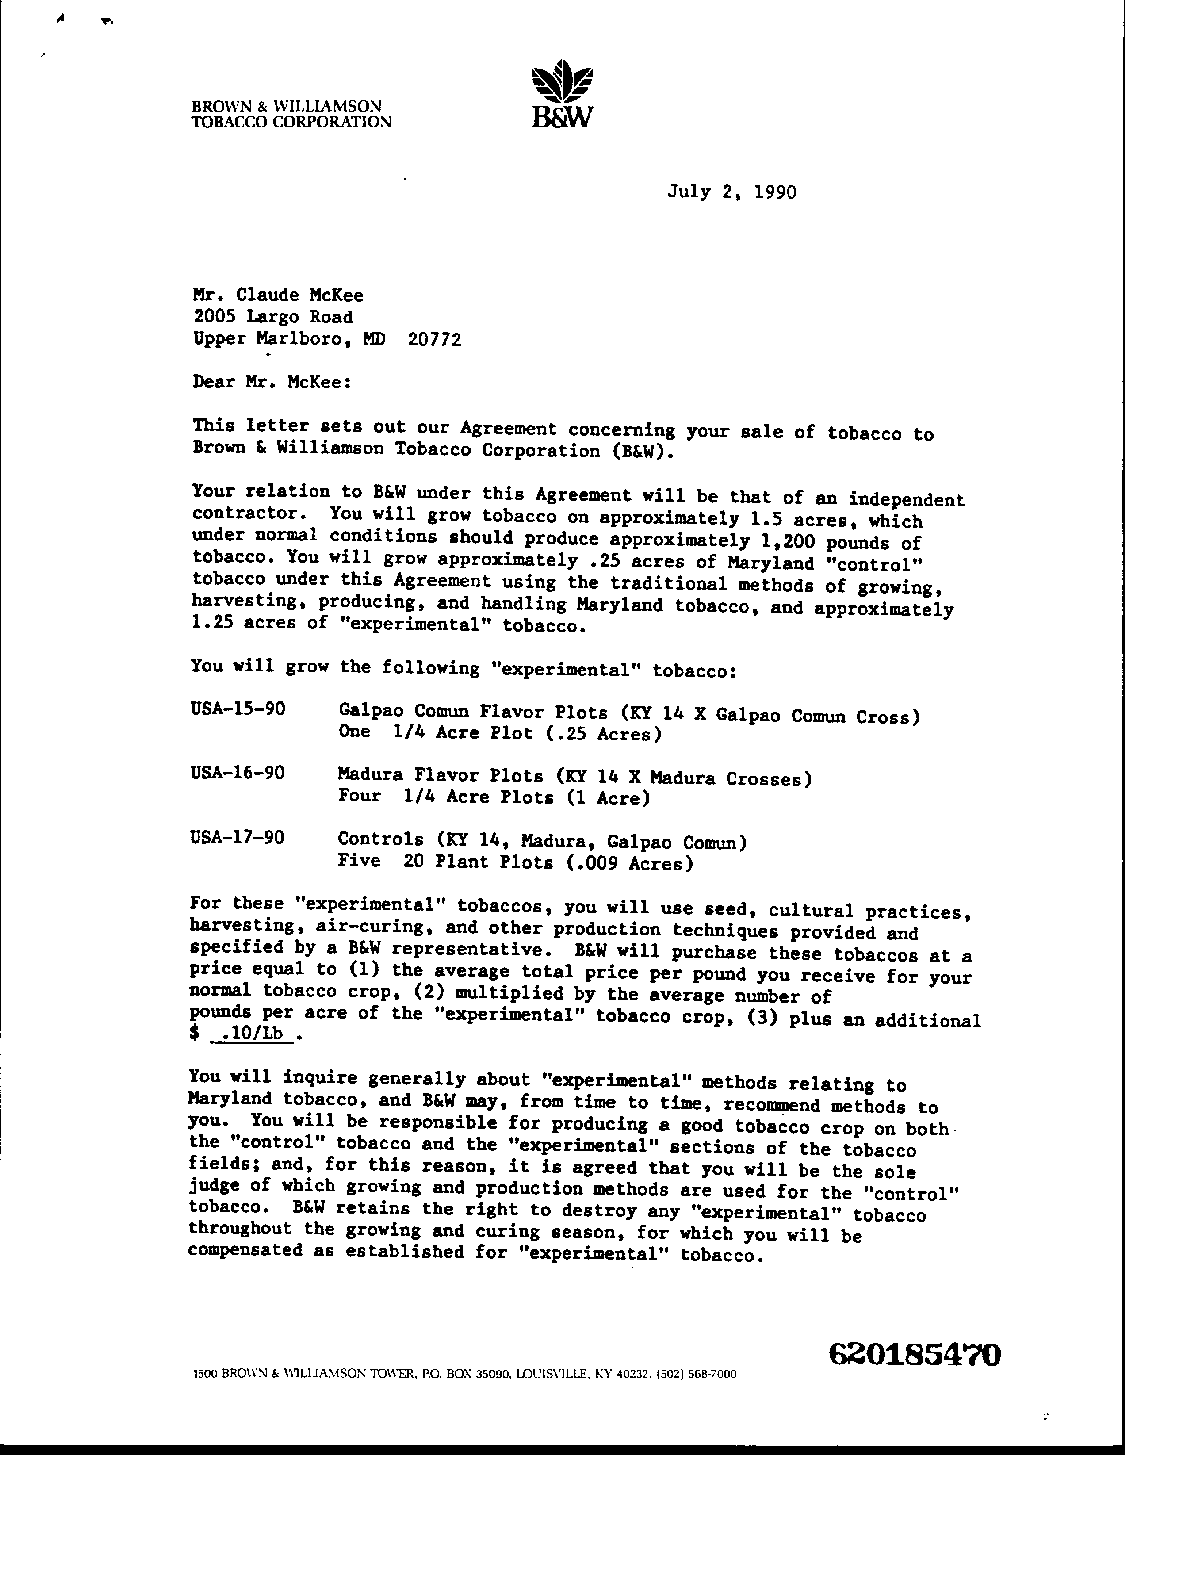 BROWN & WILLIAMSON
TOBACCO CORPORATION
B&W
July 2, 1990
Mr. Claude McKee
2005 Largo Road
Upper Marlboro, MD 20772
Dear Mr. McKee:
This letter sets out our Agreement concerning your sale of tobacco to
Brown & Williamson Tobacco Corporation (B&W).
Your relation to B&W under this Agreement will be that of an independent
contractor. You will grow tobacco on approximately 1.5 acres, which
under normal conditions should produce approximately 1,200 pounds of
tobacco. You will grow approximately .25 acres of Maryland "control"
tobacco under this Agreement using the traditional methods of growing,
harvesting, producing, and handling Maryland tobacco, and approximately
1.25 acres of "experimental" tobacco.
You will grow the following "experimental" tobacco:
USA-15-90 Galpao Comun Flavor Plots (KY 14 X Galpao Comun Cross)
One 1/4 Acre Plot (.25 Acres)
USA-16-90 Madura Flavor Plots (KY 14 X Madura Crosses)
Four 1/4 Acre Plots (1 Acre)
USA-17-90 Controls (KY 14, Madura, Galpao Comun)
Five 20 Plant Plots (.009 Acres)
For these "experimental" tobaccos, you will use seed, cultural practices,
harvesting, air-curing, and other production techniques provided and
specified by a B&W representative. B&W will purchase these tobaccos at a
price equal to (1) the average total price per pound you receive for your
normal tobacco crop, (2) multiplied by the average number of
pounds per acre of the "experimental" tobacco crop, (3) plus an additional
$ .10/Lb .
You will inquire generally about "experimental" methods relating to
Maryland tobacco, and B&W may, from time to time, recommend methods to
you. You will be responsible for producing a good tobacco crop on both
the "control" tobacco and the "experimental" sections of the tobacco
fields; and, for this reason, it is agreed that you will be the sole
judge of which growing and production methods are used for the "control"
tobacco. B&W retains the right to destroy any "experimental" tobacco
throughout the growing and curing season, for which you will be
compensated as established for "experimental" tobacco.
620185470
1500 BROWN & WILLIAMSON TOWER, P.O. BOX 35090, LOUISVILLE, KY 40232, (502) 568-7000